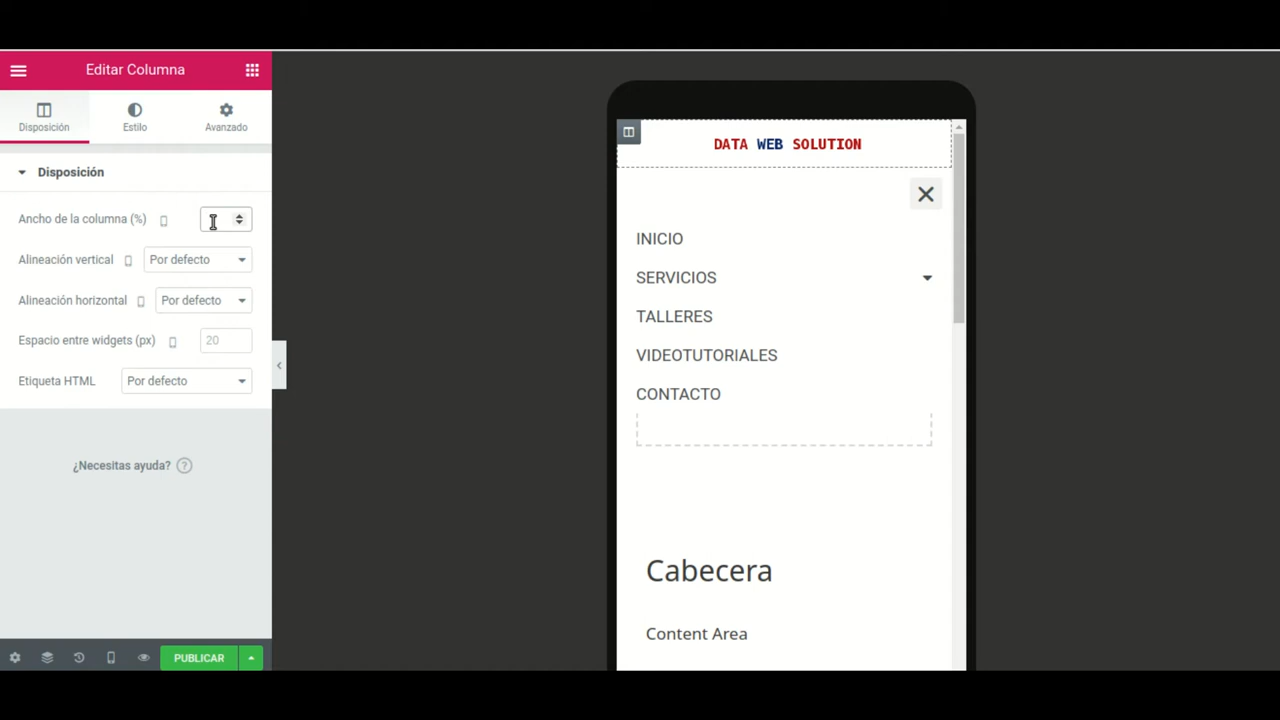 Editar Columna
Disposición
Estilo
Avanzado
Disposición
Ancho de la columna (%)
Alineación vertical
Por defecto
Alineación horizontal
Por defecto
Espacio entre widgets (px)
20
Etiqueta HTML
Por defecto
¿Necesitas ayuda?
PUBLICAR
DATA WEB SOLUTION
INICIO
SERVICIOS
TALLERES
VIDEOTUTORIALES
CONTACTO
Cabecera
Content Area